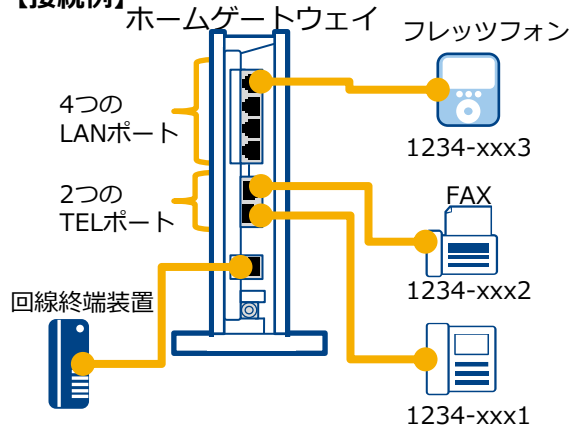 【接続例】
ホームゲートウェイ
フレッツフォン
4つの
LANポート
1234-xxx3
2つの
TELポート
FAX
1234-xxx2
回線終端装置
1234-xxx1